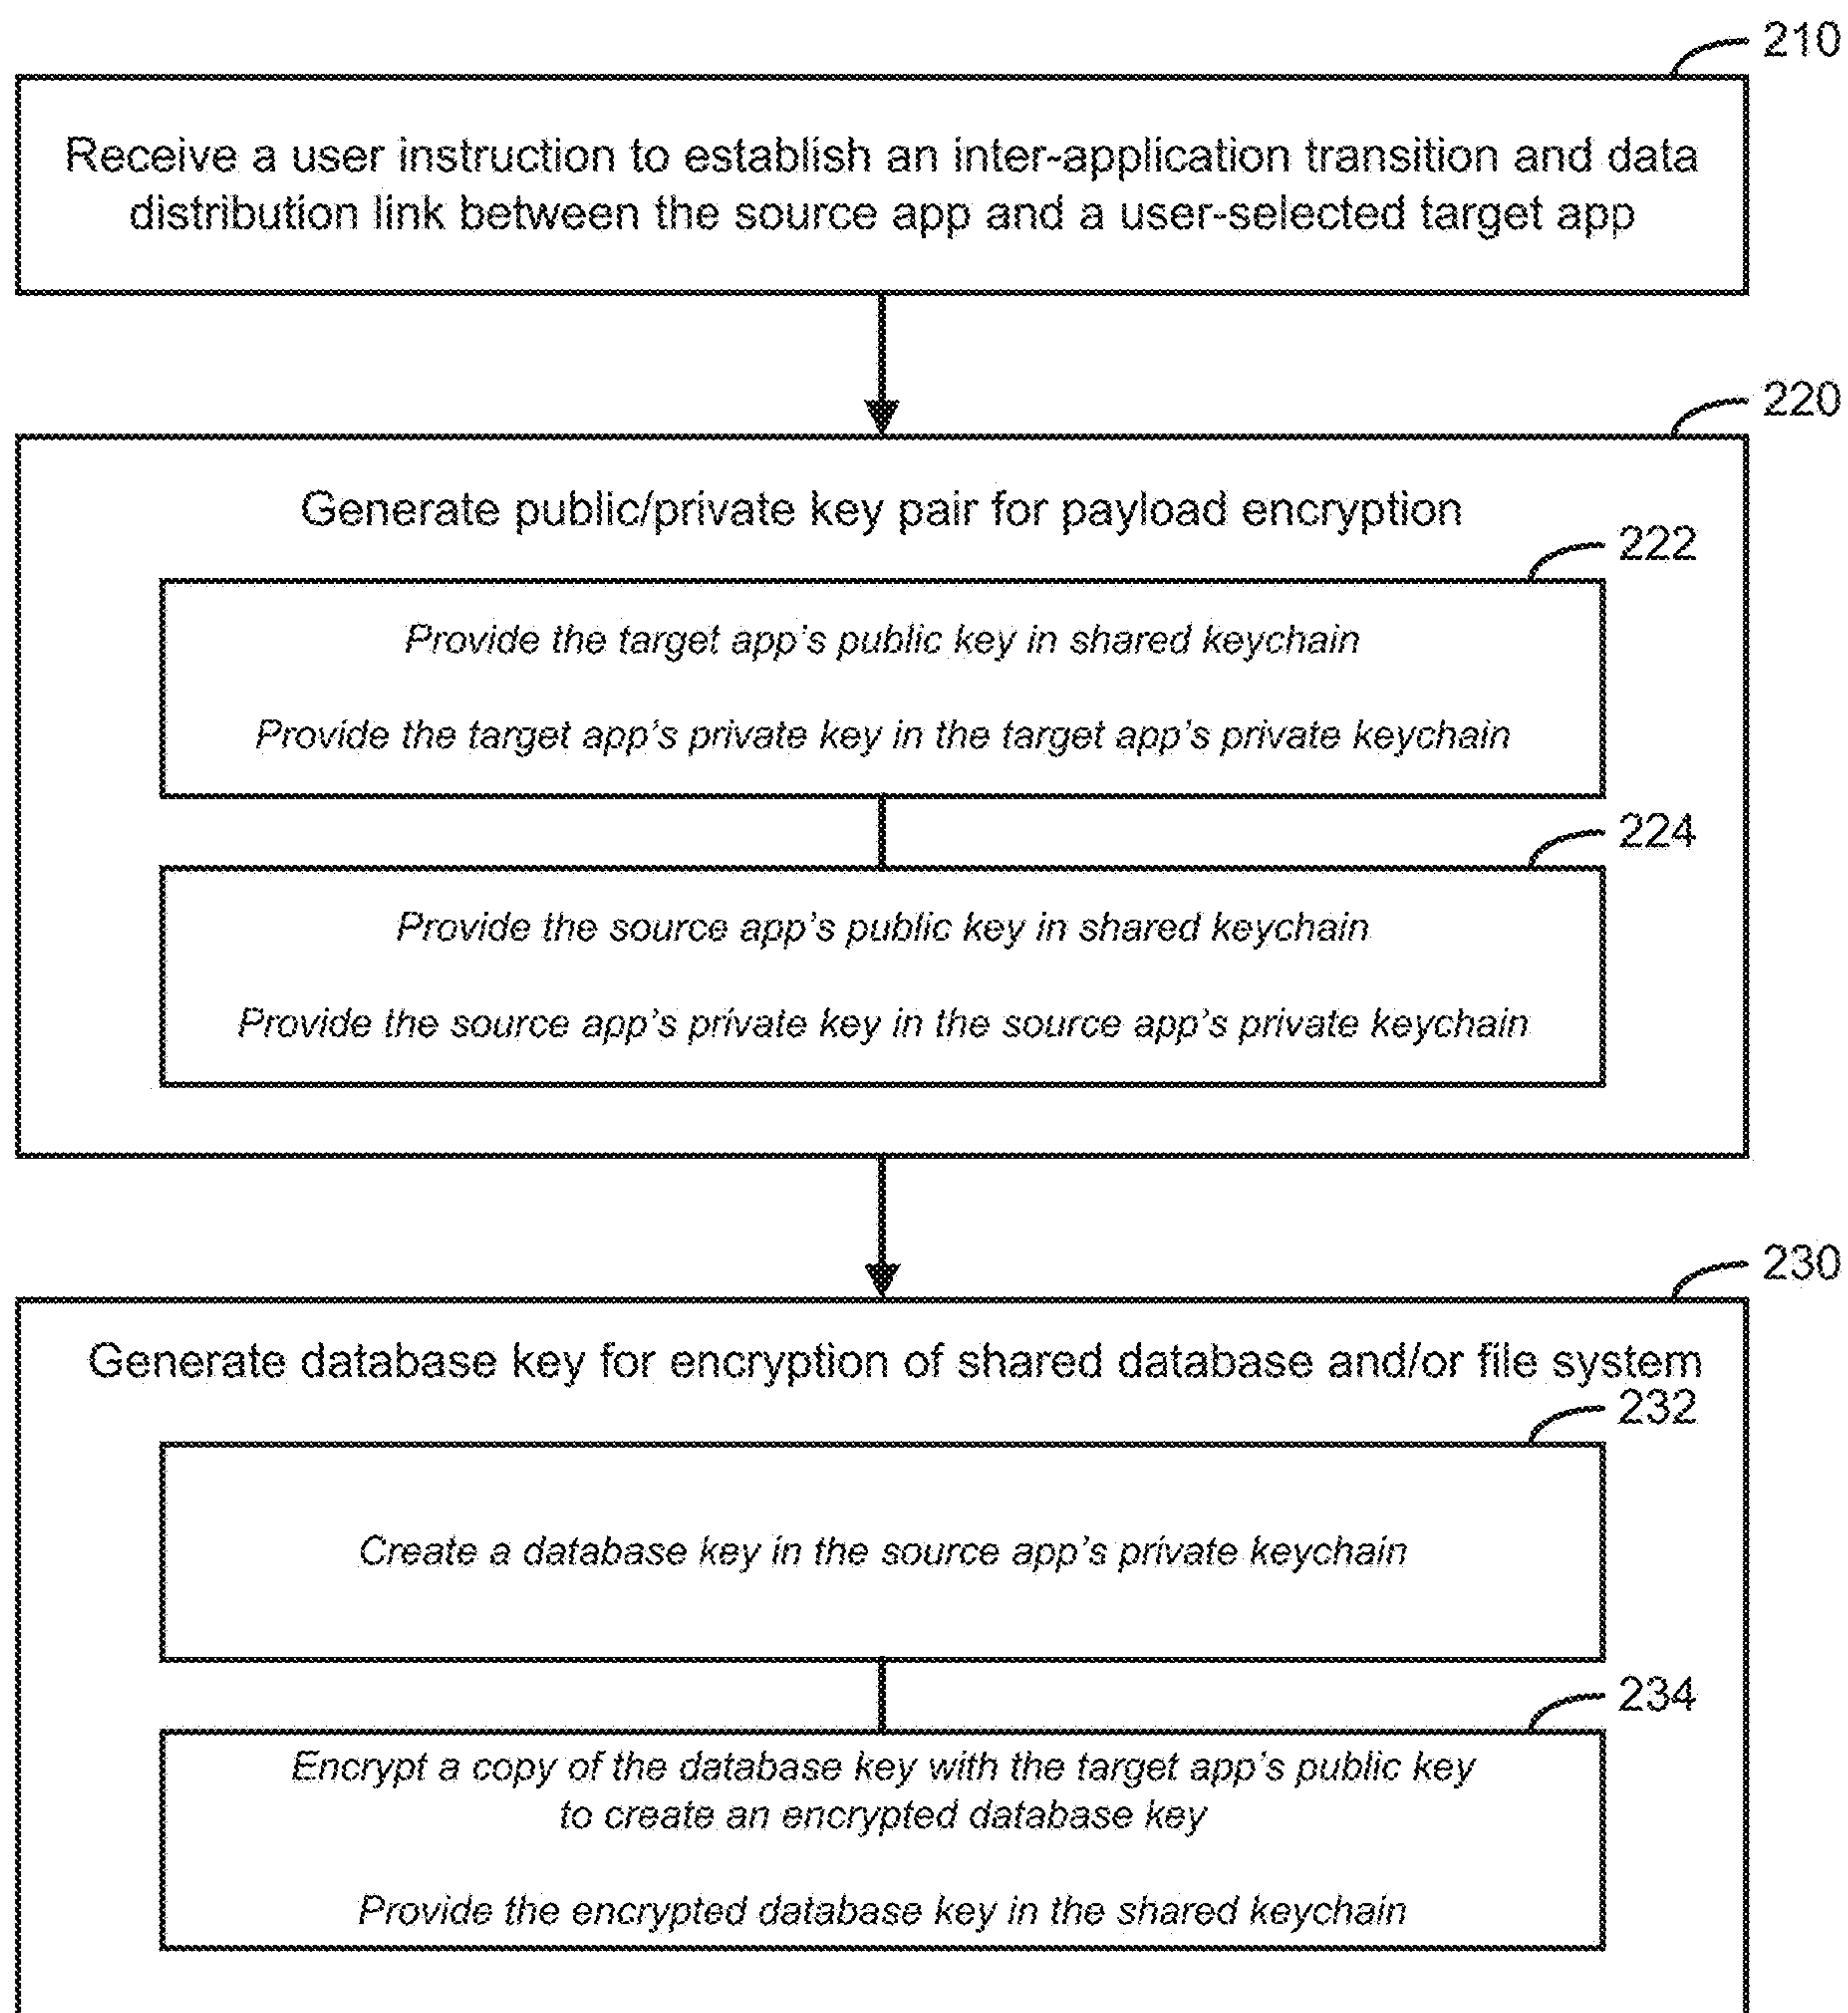 210
Receive a user instruction to establish an inter-application transition and data
distribution link between the source app and a user-selected target app
220
Generate public/private key pair for payload encryption
222
Provide the target app's public key in shared keychain
Provide the target app's private key in the target app's private keychain
224
Provide the source app's public key in shared keychain
Provide the source app's private key in the source app's private keychain
230
Generate database key for encryption of shared database and/or file system
232
Create a database key in the source app's private keychain
234
Encrypt a copy of the database key with the target app's public key
to create an encrypted database key
Provide the encrypted database key in the shared keychain